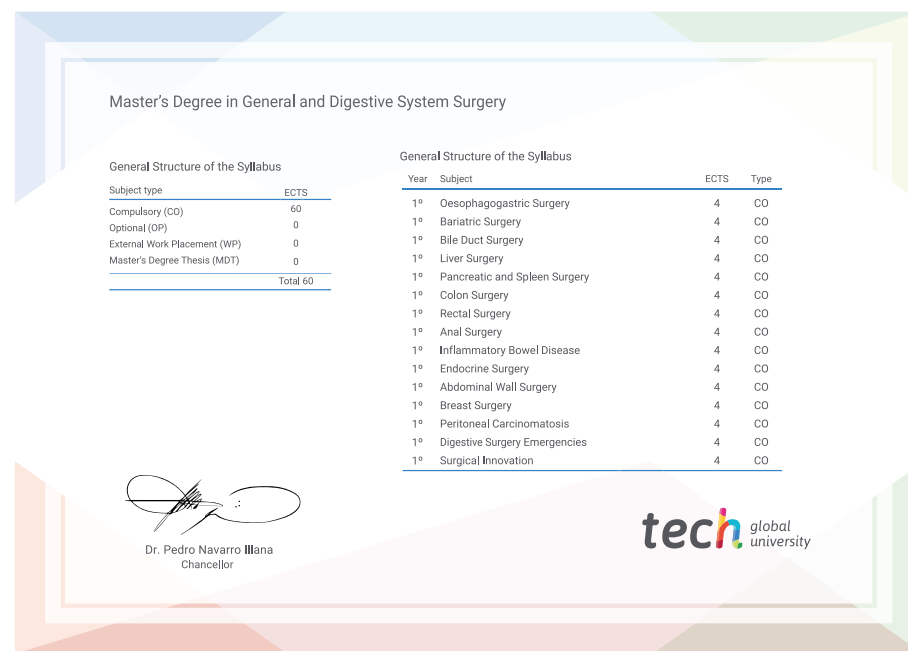 Master's Degree in General and Digestive System Surgery
General Structure of the Syllabus
Subject type ECTS
Compulsory (CO) 60
Optional (OP) 0
External Work Placement (WP) 0
Master's Degree Thesis (MDT) 0
Total 60
General Structure of the Syllabus
Year Subject ECTS Type
1º Oesophagogastric Surgery 4 CO
1º Bariatric Surgery 4 CO
1º Bile Duct Surgery 4 CO
1º Liver Surgery 4 CO
1º Pancreatic and Spleen Surgery 4 CO
1º Colon Surgery 4 CO
1º Rectal Surgery 4 CO
1º Anal Surgery 4 CO
1º Inflammatory Bowel Disease 4 CO
1º Endocrine Surgery 4 CO
1º Abdominal Wall Surgery 4 CO
1º Breast Surgery 4 CO
1º Peritoneal Carcinomatosis 4 CO
1º Digestive Surgery Emergencies 4 CO
1º Surgical Innovation 4 CO
Dr. Pedro Navarro Illana
Chancellor
tech global
university